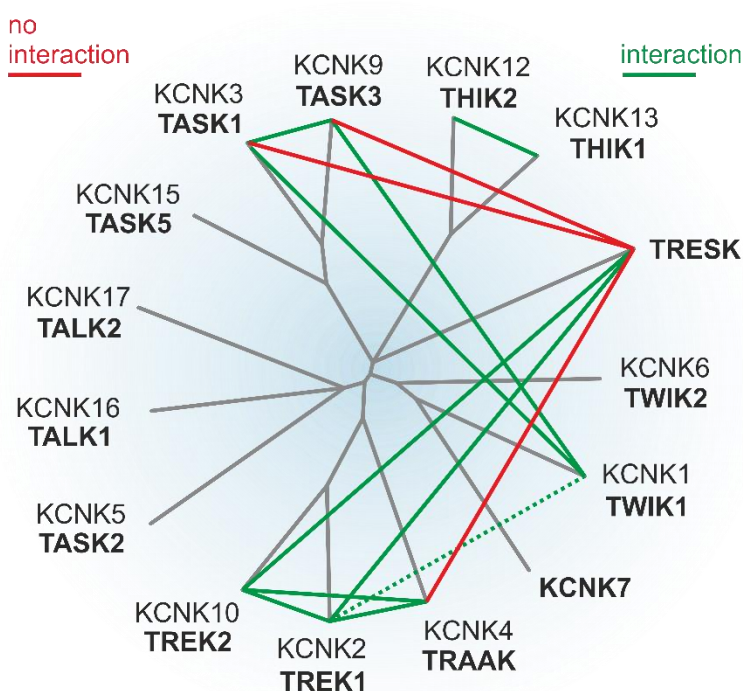 no
interaction
interaction
KCNK9
TASK3
KCNK12
THIK2
KCNK3
TASK1
KCNK13
THIK1
KCNK15
TASK5
TRESK
KCNK17
TALK2
KCNK6
TWIK2
KCNK16
TALK1
KCNK1
TWIK1
KCNK5
TASK2
KCNK7
KCNK10
TREK2
KCNK2
TREK1
KCNK4
TRAAK